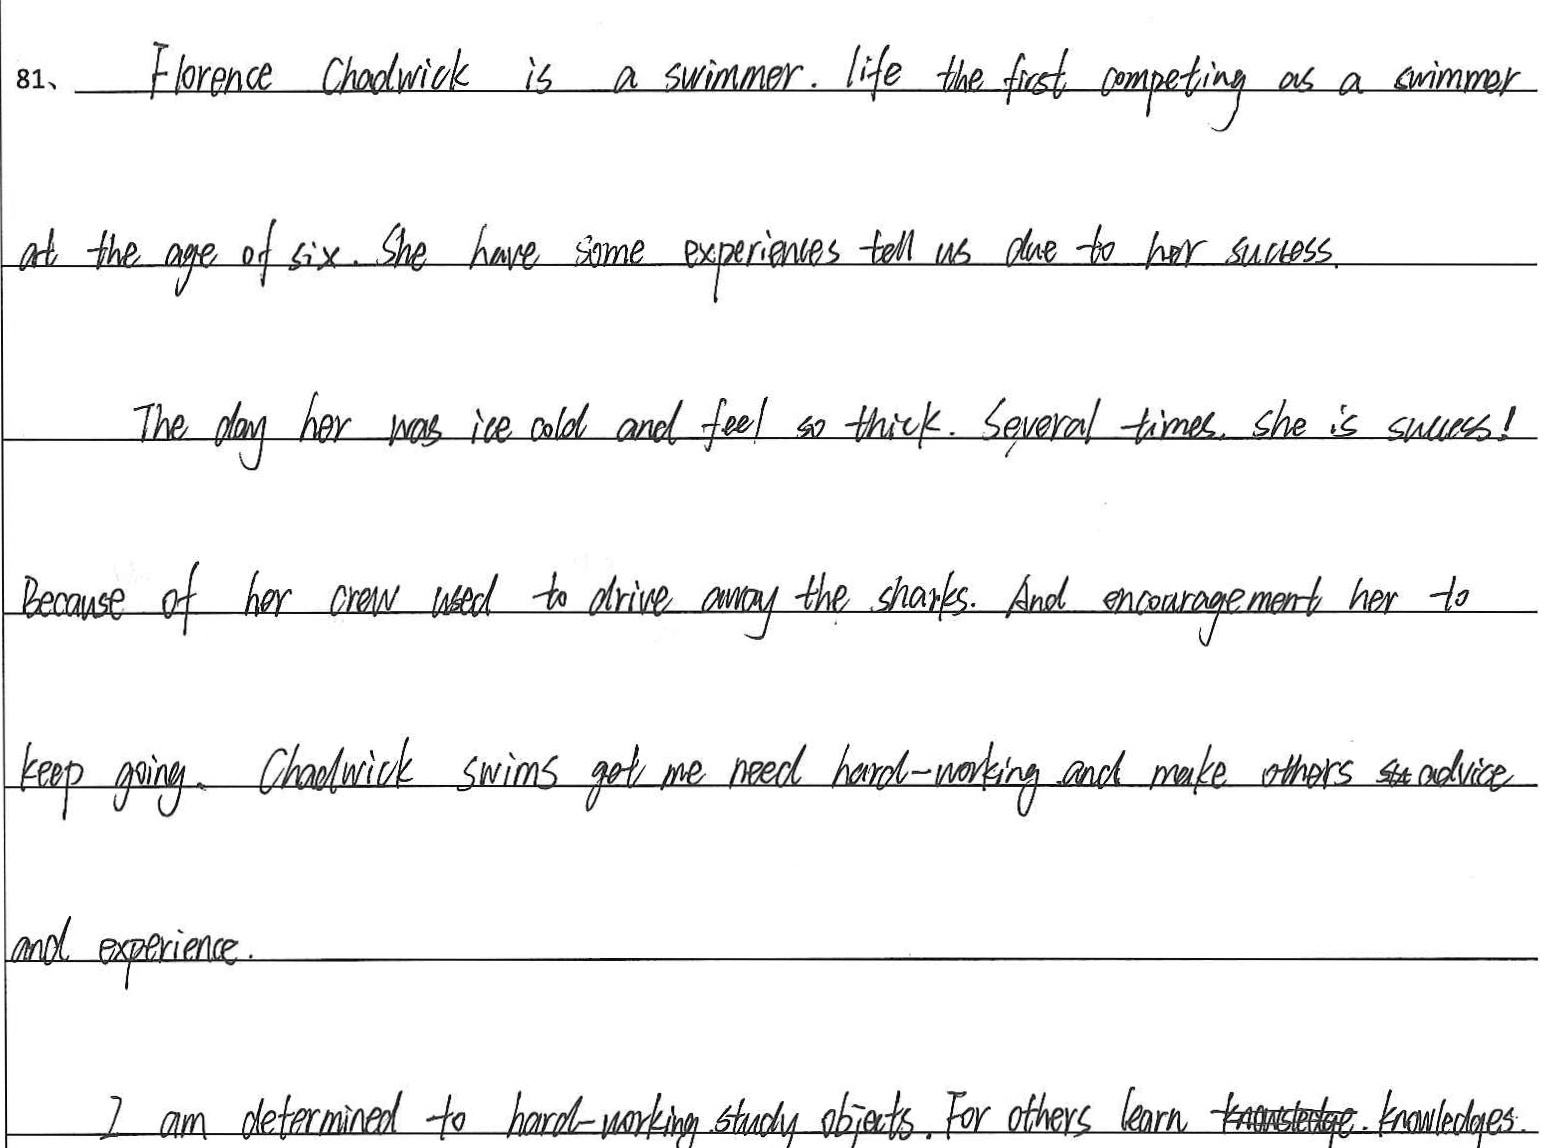 81、 Florence Chadwick is a swimmer. life the first competing as a swimmer
at the age of six. She have some experiences tell us due to her success.
The day her was ice cold and feel so thick. Several times. she is success!
Because of her crew used to drive away the sharks. And encouragement her to
keep going. Chadwick swims got me need hard-working and make others advice
and experience.
I am determined to hard-working study objects. For others learn knowledges.